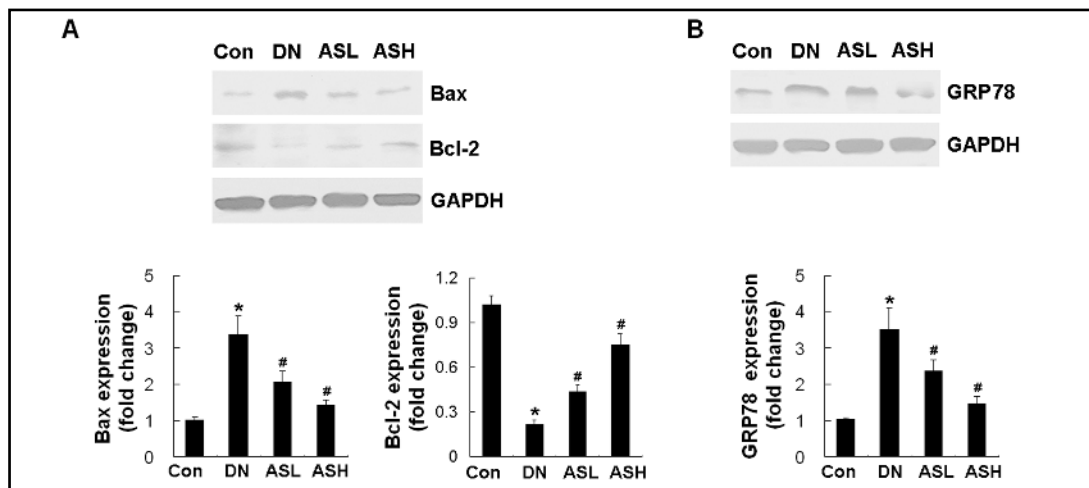 A
Con DN ASL ASH
Bax
Bcl-2
GAPDH
B
Con DN ASL ASH
GRP78
GAPDH
Bax expression
(fold change)
5
4
3
2
1
0
*
#
#
Con DN ASL ASH
Bcl-2 expression
(fold change)
1.2
0.9
0.6
0.3
0
*
#
#
Con DN ASL ASH
GRP78 expression
(fold change)
5
4
3
2
1
0
*
#
#
Con DN ASL ASH